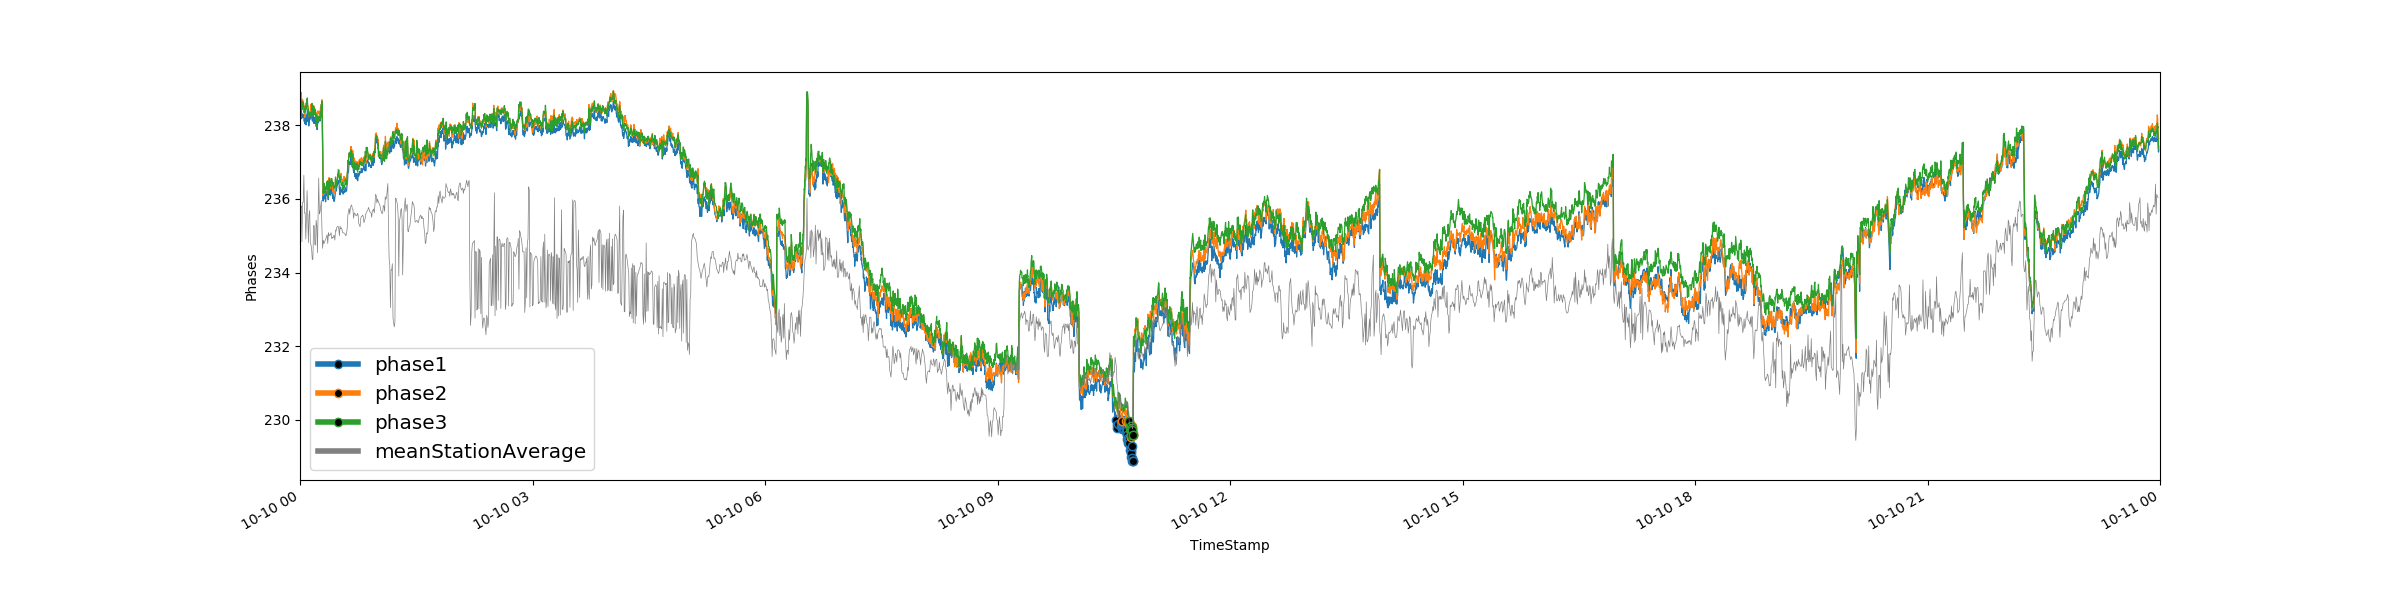 238
236
234
232
230
Phases
phase1
phase2
phase3
meanStationAverage
10-10 00
10-10 03
10-10 06
10-10 09
10-10 12
10-10 15
10-10 18
10-10 21
10-11 00
TimeStamp